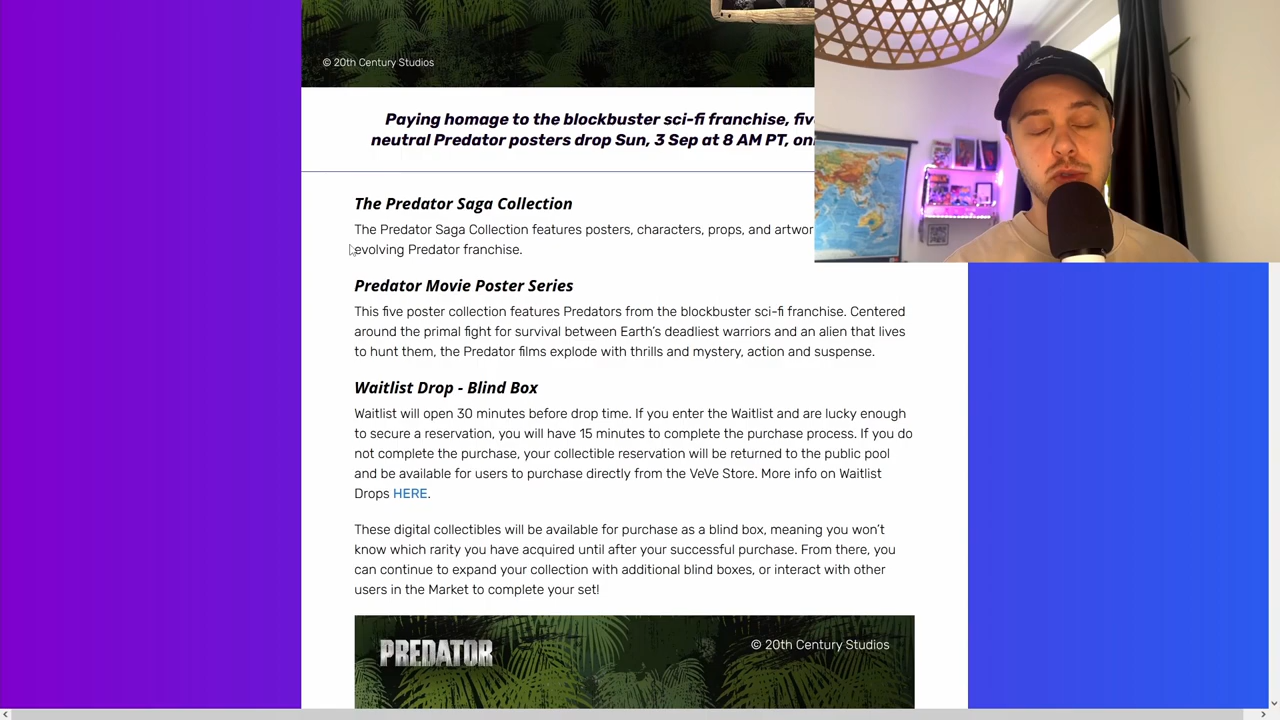 © 20th Century Studios
Paying homage to the blockbuster sci-fi franchise,
neutral Predator posters drop Sun, 3 Sep at 8 AM PT,
The Predator Saga Collection
The Predator Saga Collection features posters, characters, props, and
evolving Predator franchise.
Predator Movie Poster Series
This five poster collection features Predators from the blockbuster sci-fi franchise. Centered
around the primal fight for survival between Earth's deadliest warriors and an alien that lives
to hunt them, the Predator films explode with thrills and mystery, action and suspense.
Waitlist Drop - Blind Box
Waitlist will open 30 minutes before drop time. If you enter the Waitlist and are lucky enough
to secure a reservation, you will have 15 minutes to complete the purchase process. If you do
not complete the purchase, your collectible reservation will be returned to the public pool
and be available for users to purchase directly from the VeVe Store. More info on Waitlist
Drops HERE.
These digital collectibles will be available for purchase as a blind box, meaning you won't
know which rarity you have acquired until after your successful purchase. From there, you
can continue to expand your collection with additional blind boxes, or interact with other
users in the Market to complete your set!
PREDATOR
© 20th Century Studios